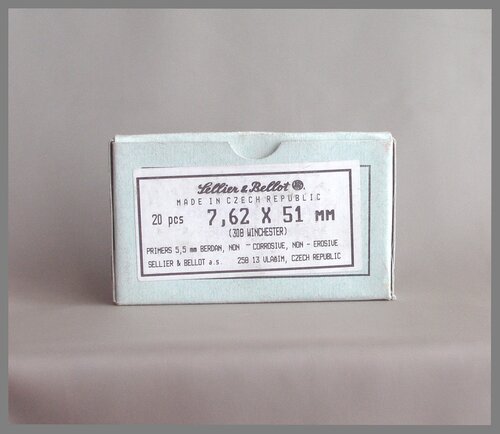 Sellier & Bellot
MADE IN CZECH REPUBLIC
20 pcs 7,62 X 51 MM
(308 WINCHESTER)
PRIMERS 5,5 mm BERDAN, NON - CORROSIVE, NON - EROSIVE
SELLIER & BELLOT a.s. 258 13 VLAŠIM, CZECH REPUBLIC